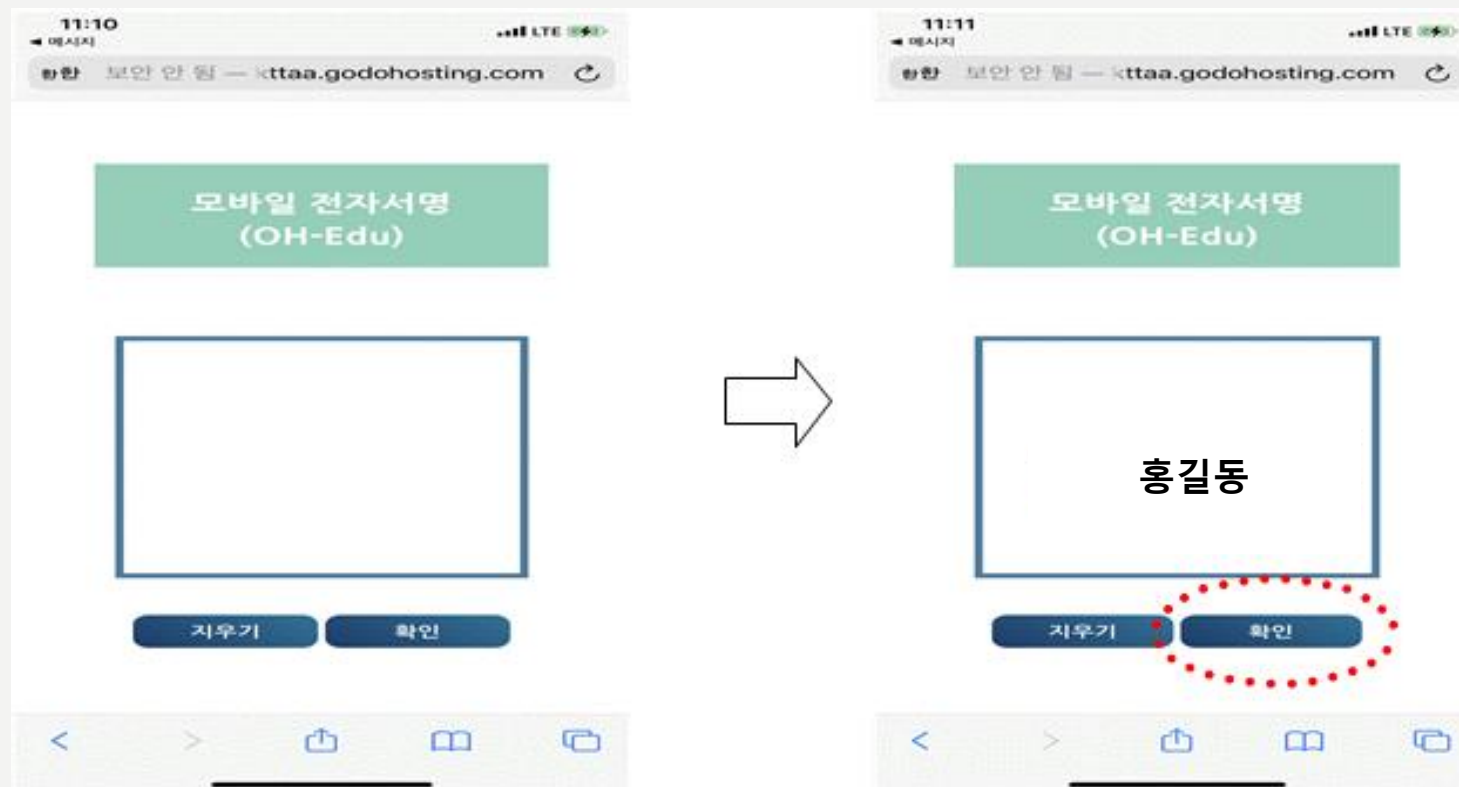 11:10
LTE
◀ 메시지
보안 안 됨 — kttaa.godohosting.com
모바일 전자서명
(OH-Edu)
지우기
확인
11:11
LTE
◀ 메시지
보안 안 됨 — kttaa.godohosting.com
모바일 전자서명
(OH-Edu)
홍길동
지우기
확인